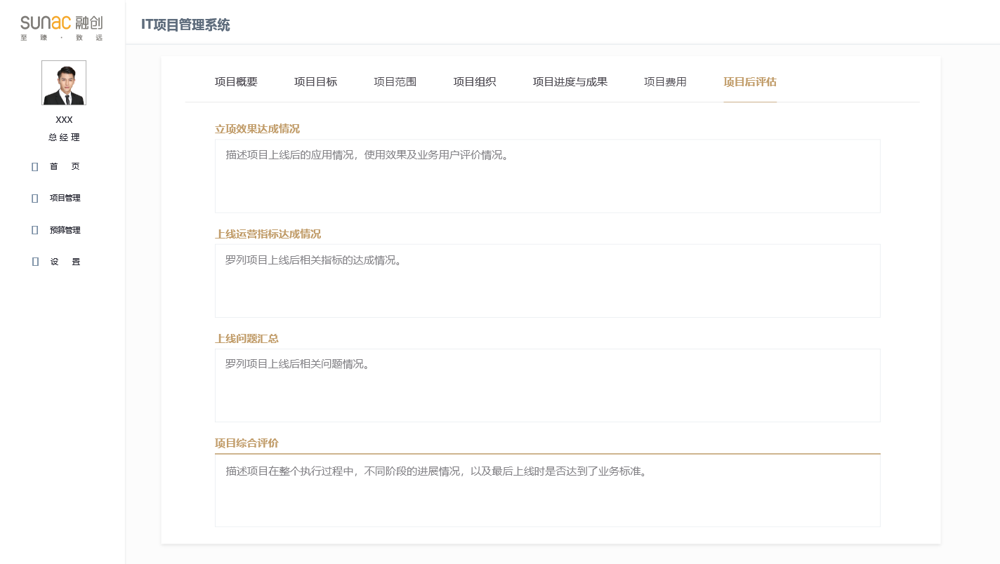 sunac 融创
至 臻 · 致 远
IT项目管理系统
XXX
总 经 理
首 页
项目管理
预算管理
设 置
项目概要 项目目标 项目范围 项目组织 项目进度与成果 项目费用 项目后评估
立项效果达成情况
描述项目上线后的应用情况，使用效果及业务用户评价情况。
上线运营指标达成情况
罗列项目上线后相关指标的达成情况。
上线问题汇总
罗列项目上线后相关问题情况。
项目综合评价
描述项目在整个执行过程中，不同阶段的进展情况，以及最后上线时是否达到了业务标准。